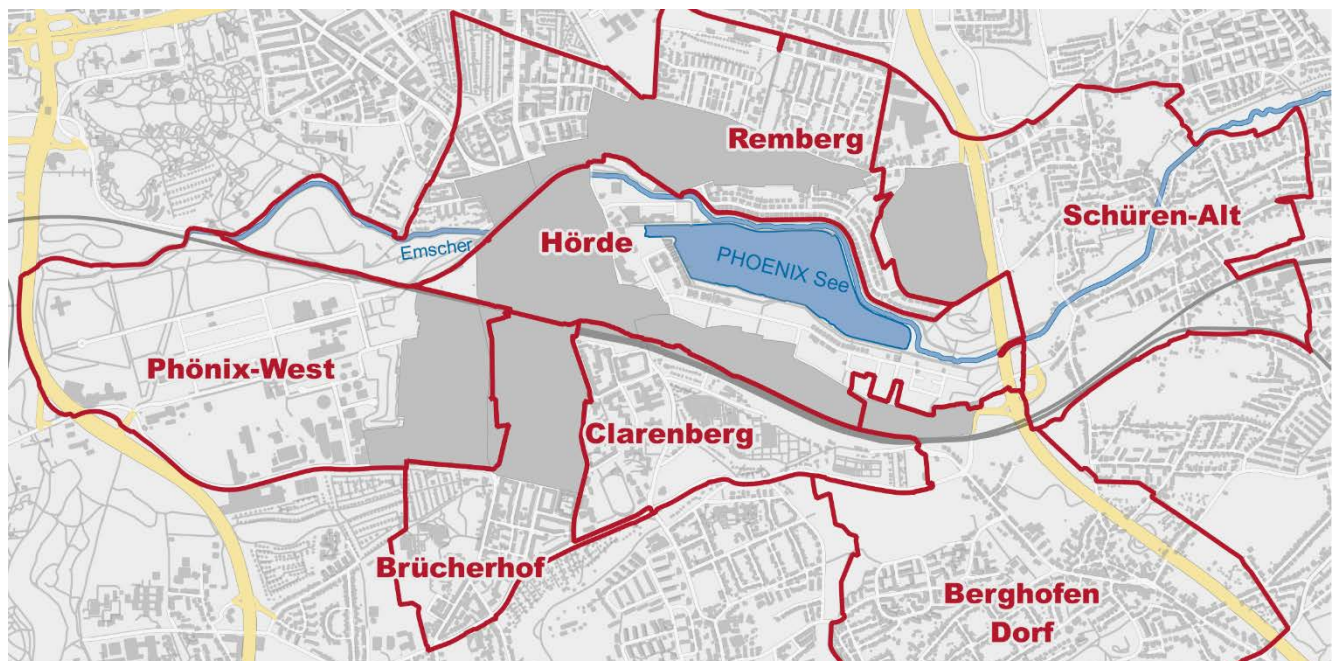 Remberg
Schüren-Alt
Hörde
Emscher
PHOENIX See
Phönix-West
Clarenberg
Brücherhof
Berghofen
Dorf